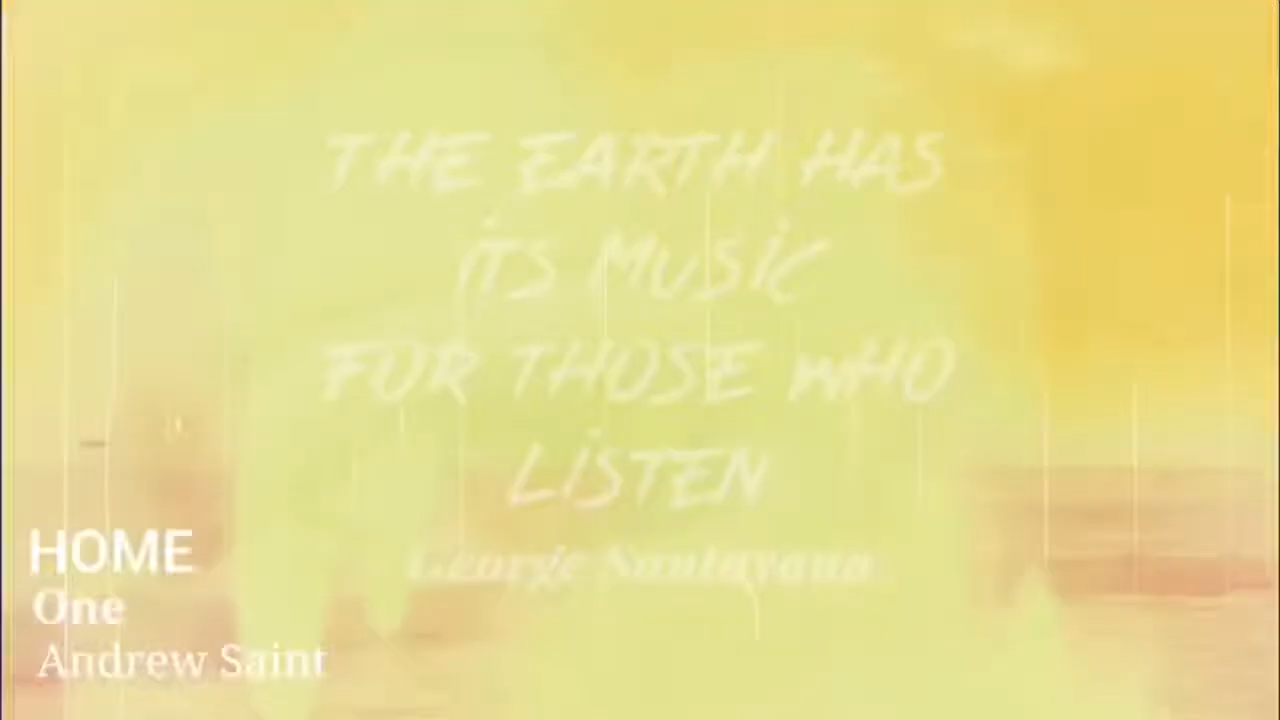 THE EARTH HAS
iTS MUSiC
FOR THOSE WHO
LiSTEN
George Santayana
HOME
One
Andrew Saint